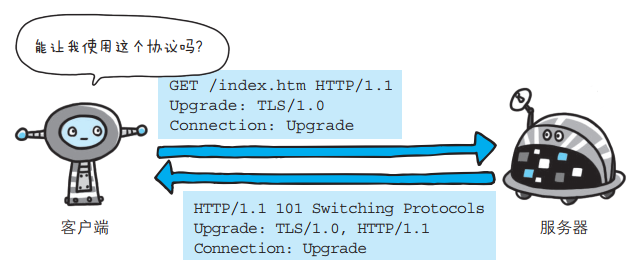 能让我使用这个协议吗?
GET /index.htm HTTP/1.1
Upgrade: TLS/1.0
Connection: Upgrade
HTTP/1.1 101 Switching Protocols
Upgrade: TLS/1.0, HTTP/1.1
Connection: Upgrade
客户端
服务器